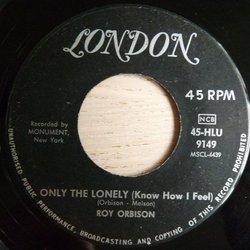 LONDON
Recorded by
MONUMENT,
New York
45 RPM
NCB
45-HLU
9149
MSCL-4439
ONLY THE LONELY (Know How I Feel)
(Orbison - Melson)
ROY ORBISON
UNAUTHORISED PUBLIC PERFORMANCE, BROADCASTING AND COPYING OF THIS RECORD PROHIBITED